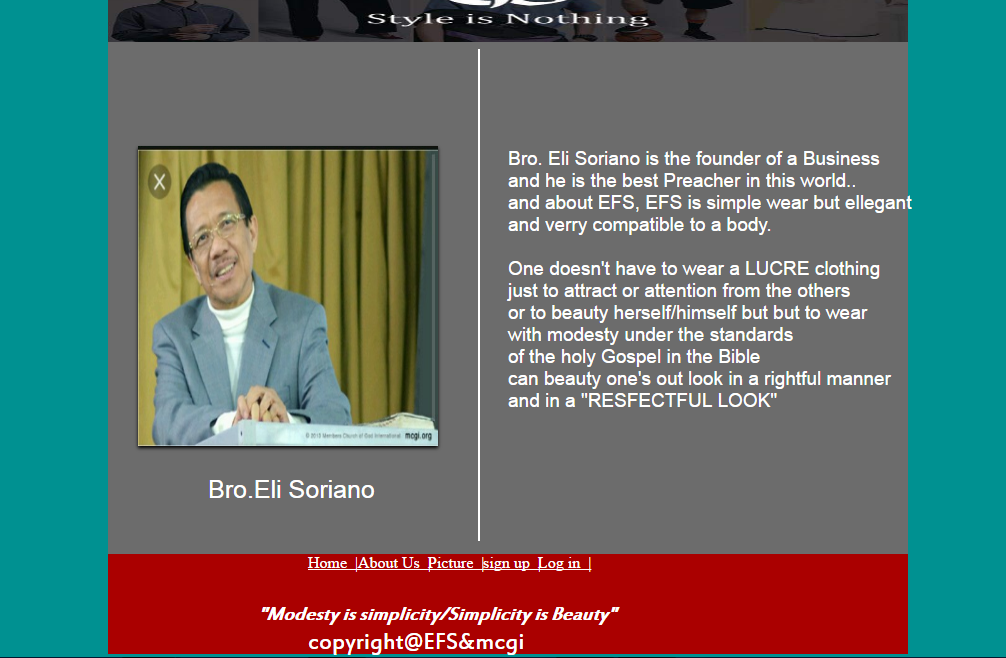 Style is Nothing
X
© 2015 Members Church of God International mcgi.org
Bro.Eli Soriano
Bro. Eli Soriano is the founder of a Business
and he is the best Preacher in this world..
and about EFS, EFS is simple wear but ellegant
and verry compatible to a body.
One doesn't have to wear a LUCRE clothing
just to attract or attention from the others
or to beauty herself/himself but but to wear
with modesty under the standards
of the holy Gospel in the Bible
can beauty one's out look in a rightful manner
and in a "RESFECTFUL LOOK"
Home |About Us |Picture |sign up |Log in |
"Modesty is simplicity/Simplicity is Beauty"
copyright@EFS&mcgi